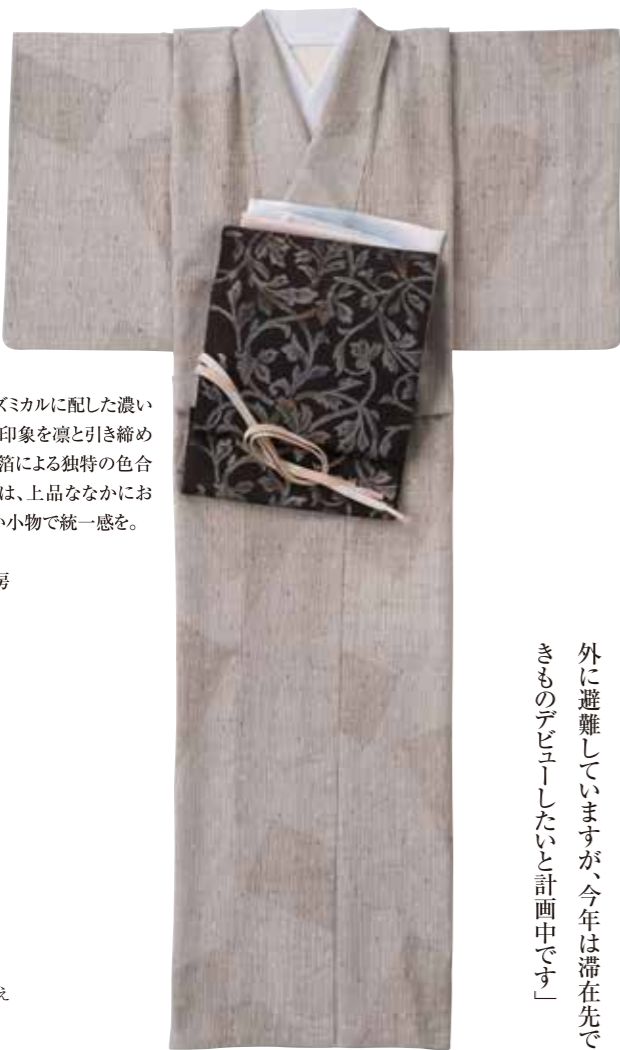 外に避難していますが、今年は滞在先で
きものデビューしたいと計画中です」
ズミカルに配した濃い
印象を凛と引き締め
箔による独特の色合
は、上品ななかにお
い小物で統一感を。
房
え